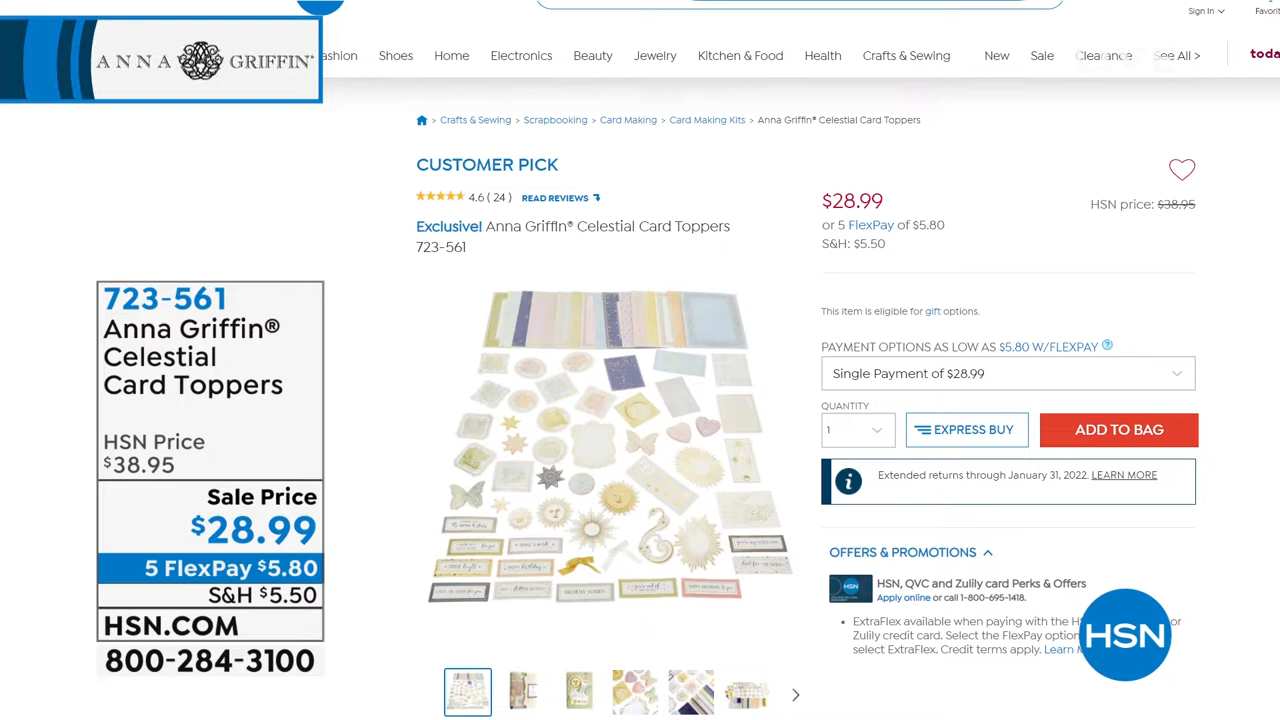 ANNA GRIFFIN®
Sign In
Favorit
ashion Shoes Home Electronics Beauty Jewelry Kitchen & Food Health Crafts & Sewing New Sale Clearance See All >
toda
> Crafts & Sewing > Scrapbooking > Card Making > Card Making Kits > Anna Griffin® Celestial Card Toppers
CUSTOMER PICK
4.6 ( 24 ) READ REVIEWS
Exclusive! Anna Griffin® Celestial Card Toppers
723-561
$28.99
HSN price: $38.95
or 5 FlexPay of $5.80
S&H: $5.50
This item is eligible for gift options.
PAYMENT OPTIONS AS LOW AS $5.80 W/FLEXPAY ?
Single Payment of $28.99
QUANTITY
1
EXPRESS BUY
ADD TO BAG
i Extended returns through January 31, 2022. LEARN MORE
OFFERS & PROMOTIONS
HSN
HSN, QVC and Zulily card Perks & Offers
Apply online or call 1-800-695-1418.
• ExtraFlex available when paying with the H
or
Zulily credit card. Select the FlexPay option
select ExtraFlex. Credit terms apply. Learn
HSN
723-561
Anna Griffin®
Celestial
Card Toppers
HSN Price
$38.95
Sale Price
$28.99
5 FlexPay $5.80
S&H $5.50
HSN.COM
800-284-3100